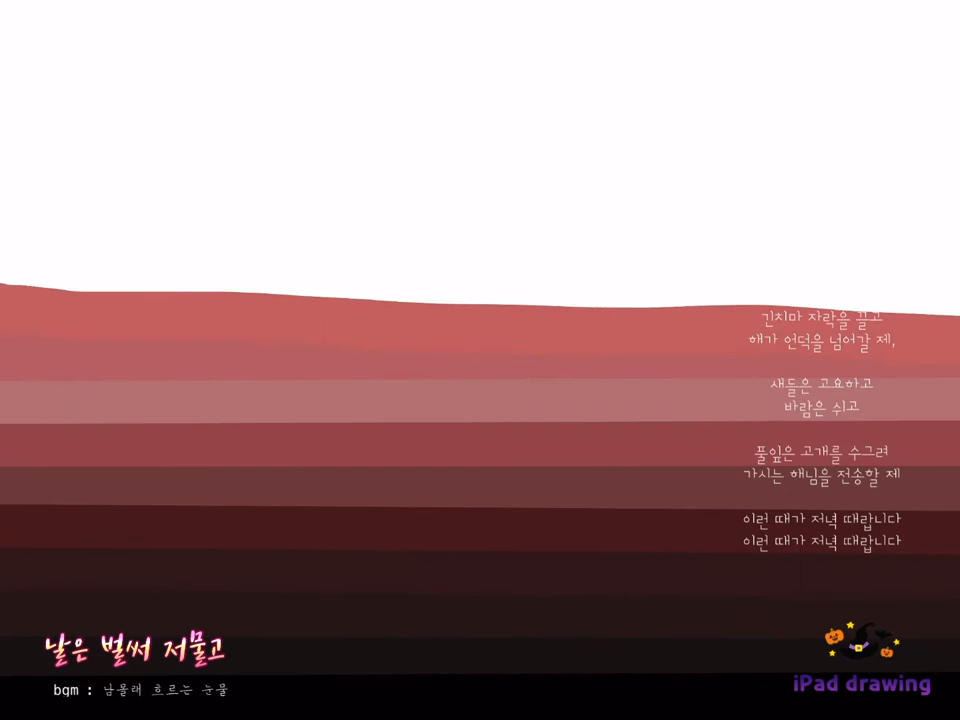 긴치마 자락을 끌고
해가 언덕을 넘어갈 제,
새들은 고요하고
바람은 쉬고
풀잎은 고개를 수그려
가시는 해님을 전송할 제
이런 때가 저녁 때랍니다
이런 때가 저녁 때랍니다
날은 벌써 저물고
bgm : 남몰래 흐르는 눈물
iPad drawing